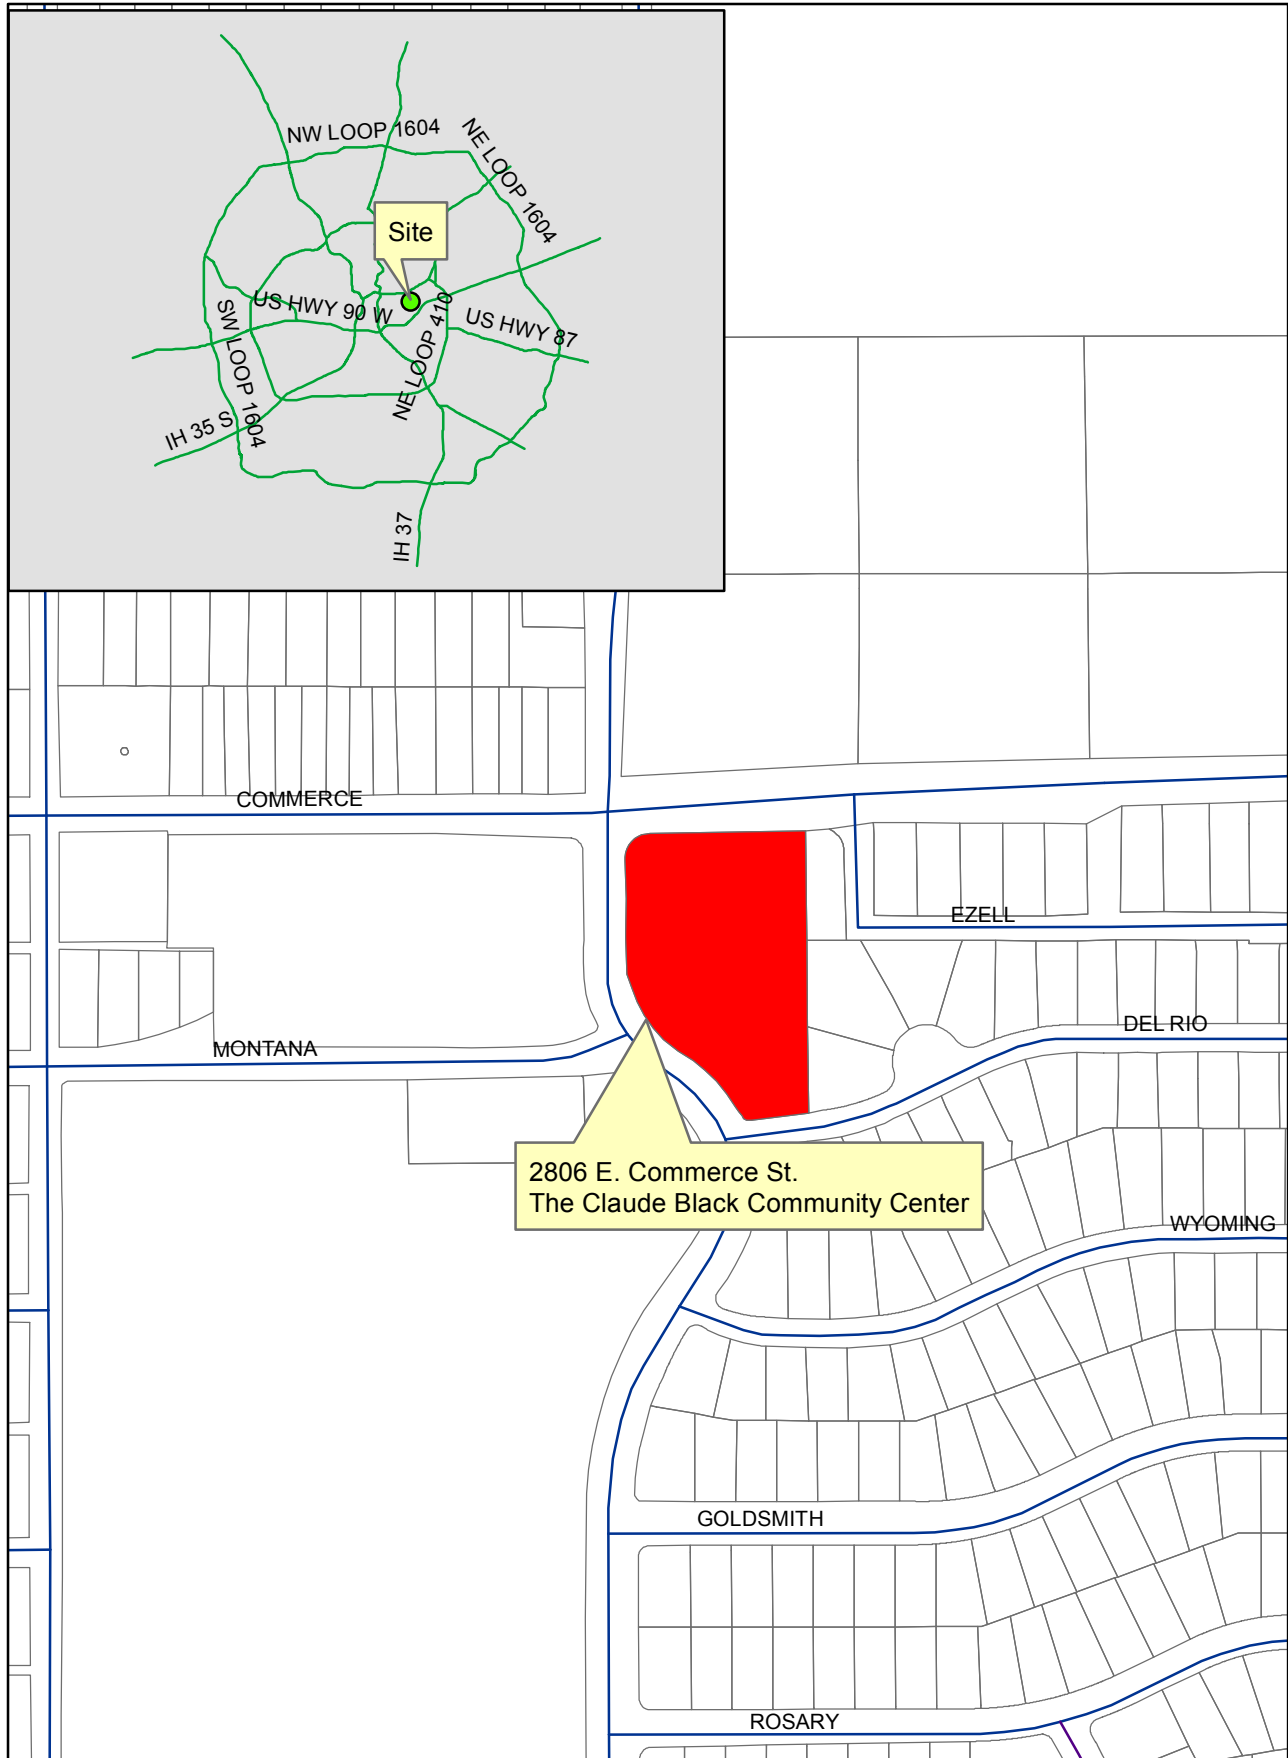 NW LOOP 1604
NE LOOP 1604
Site
US HWY 90 W
NE LOOP 410
US HWY 87
SW LOOP 1604
IH 35 S
IH 37
COMMERCE
EZELL
DEL RIO
MONTANA
2806 E. Commerce St.
The Claude Black Community Center
WYOMING
GOLDSMITH
ROSARY